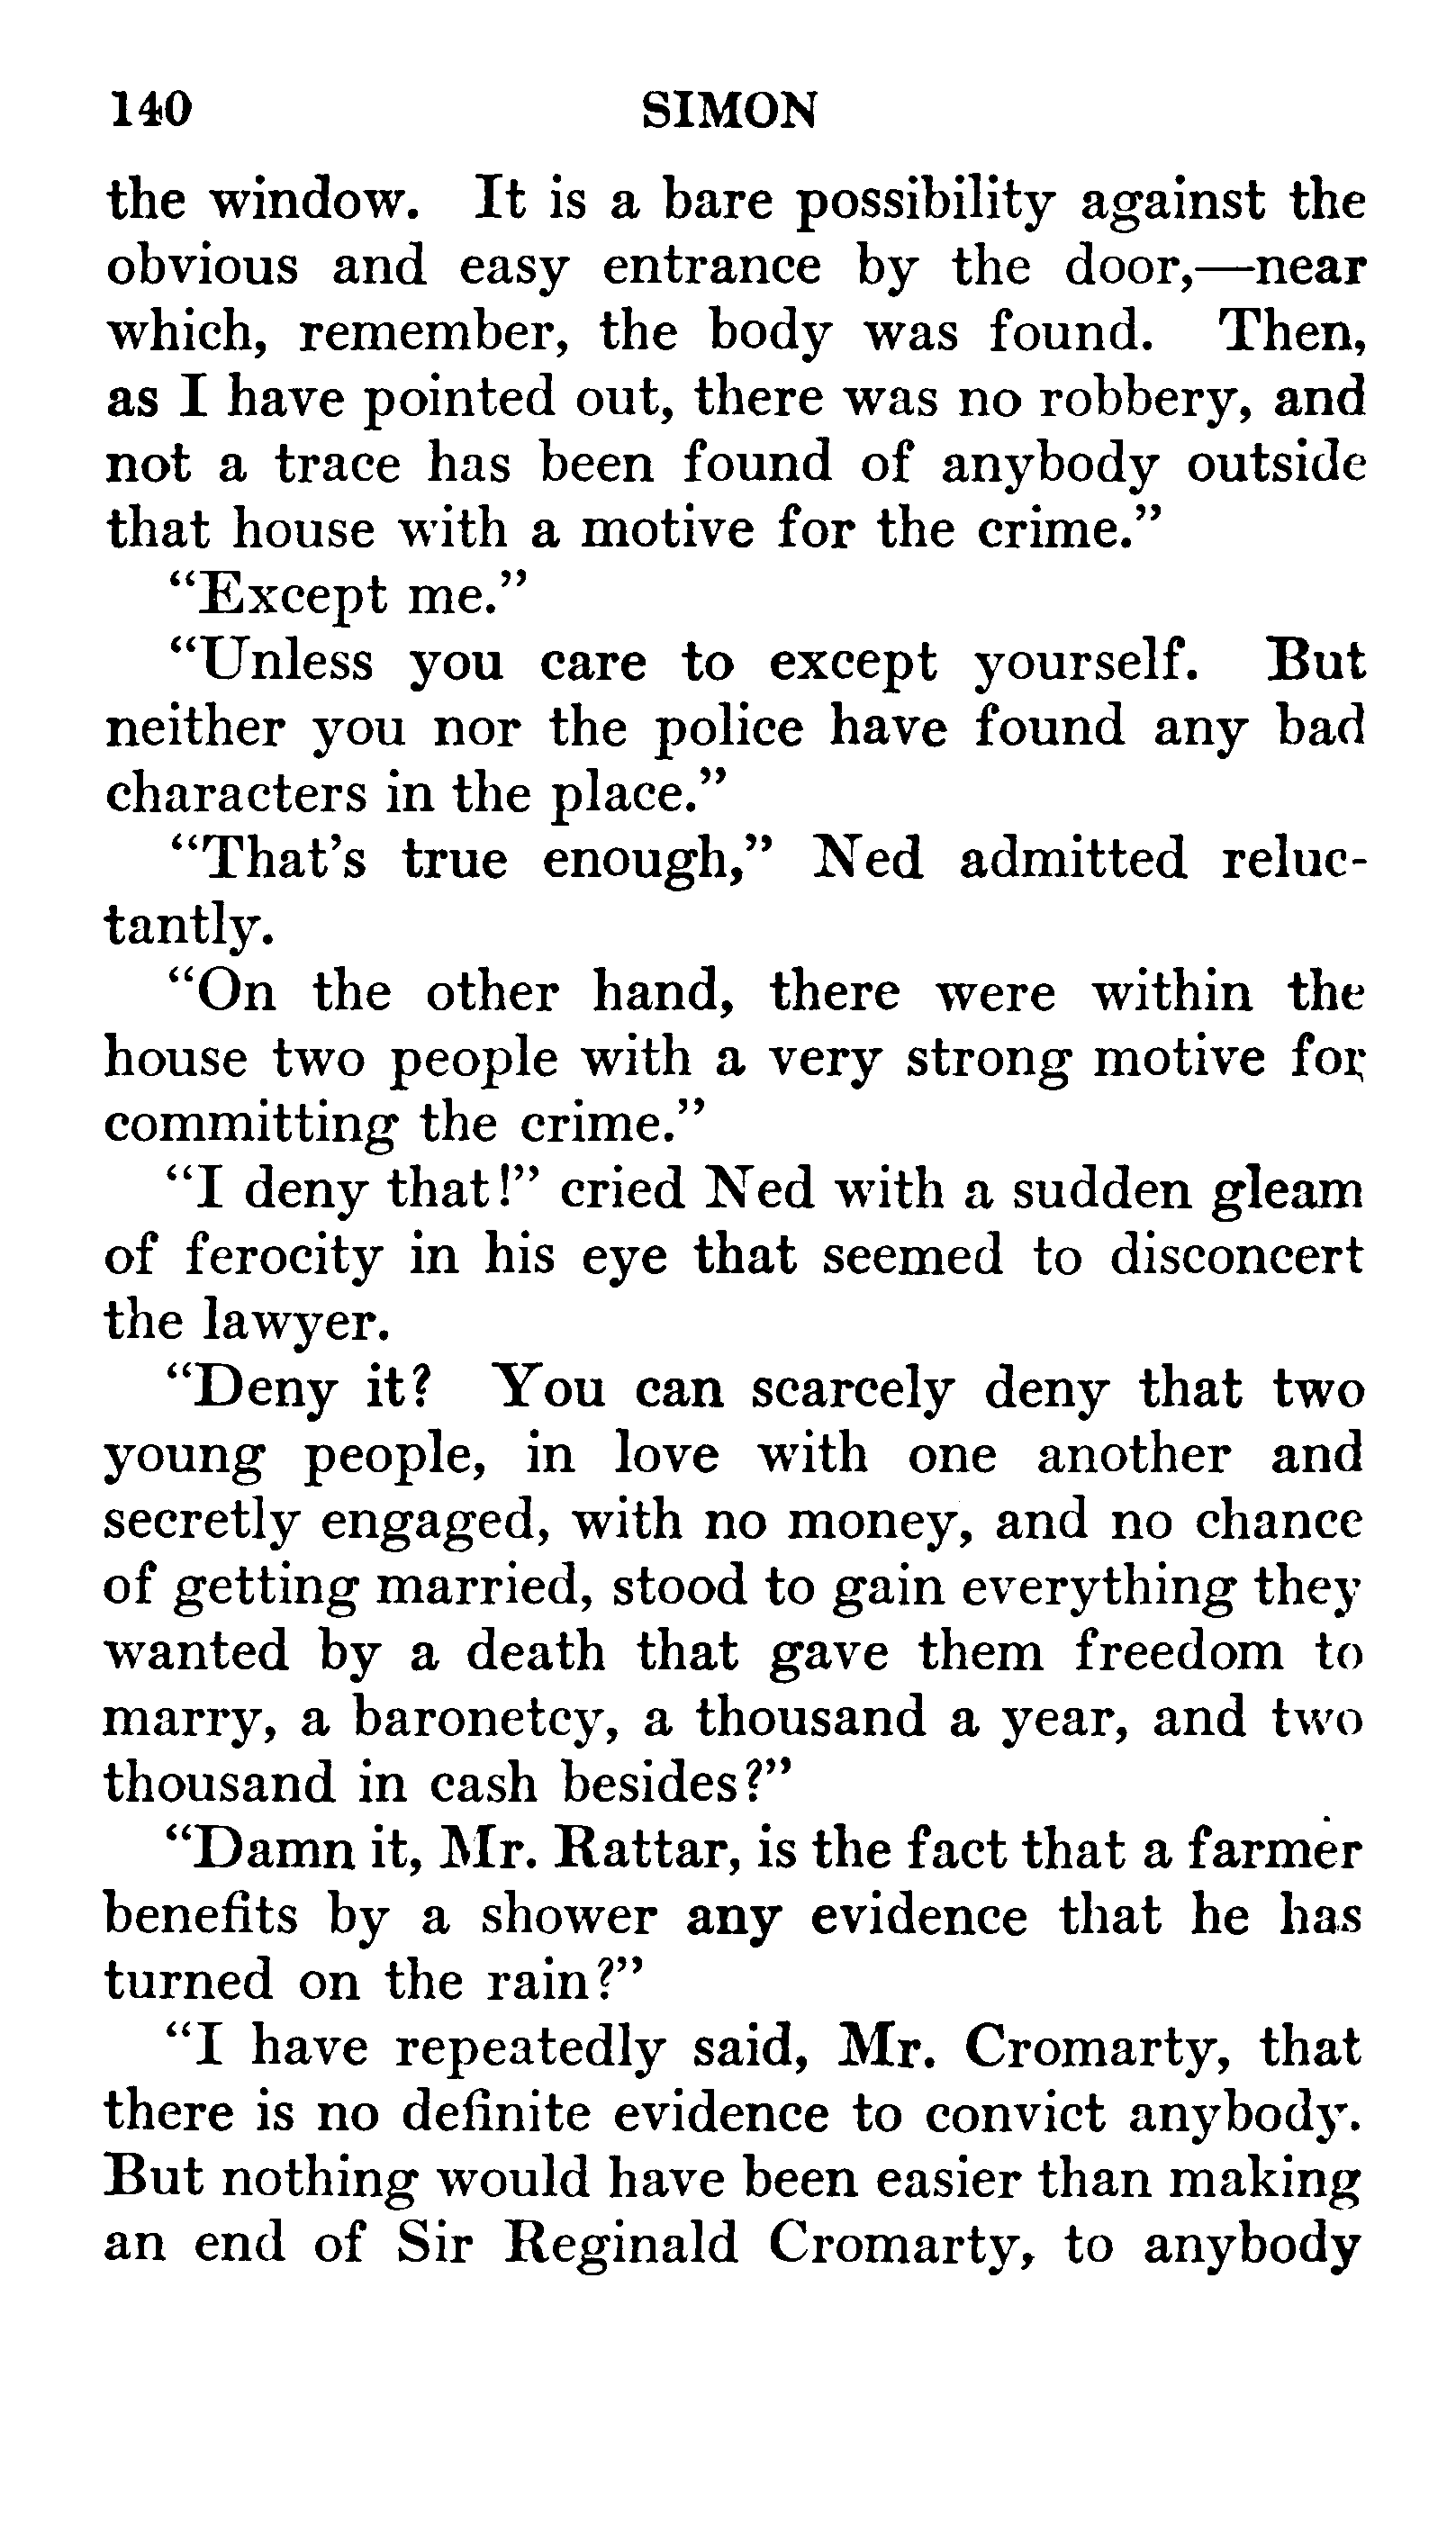 140 SIMON
the window. It is a bare possibility against the
obvious and easy entrance by the door,—near
which, remember, the body was found. Then,
as I have pointed out, there was no robbery, and
not a trace has been found of anybody outside
that house with a motive for the crime."
"Except me."
"Unless you care to except yourself. But
neither you nor the police have found any bad
characters in the place."
"That's true enough," Ned admitted reluc-
tantly.
"On the other hand, there were within the
house two people with a very strong motive for
committing the crime."
"I deny that!" cried Ned with a sudden gleam
of ferocity in his eye that seemed to disconcert
the lawyer.
"Deny it? You can scarcely deny that two
young people, in love with one another and
secretly engaged, with no money, and no chance
of getting married, stood to gain everything they
wanted by a death that gave them freedom to
marry, a baronetcy, a thousand a year, and two
thousand in cash besides?"
"Damn it, Mr. Rattar, is the fact that a farmer
benefits by a shower any evidence that he has
turned on the rain?"
"I have repeatedly said, Mr. Cromarty, that
there is no definite evidence to convict anybody.
But nothing would have been easier than making
an end of Sir Reginald Cromarty, to anybody